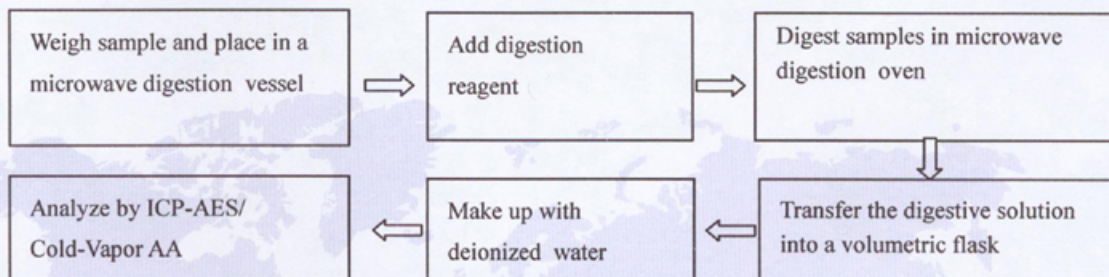 Weigh sample and place in a
microwave digestion vessel
Add digestion
reagent
Digest samples in microwave
digestion oven
Transfer the digestive solution
into a volumetric flask
Make up with
deionized water
Analyze by ICP-AES/
Cold-Vapor AA